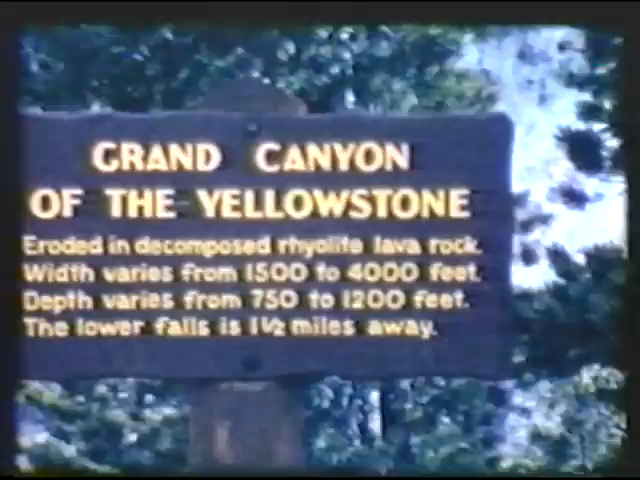 GRAND CANYON
OF THE YELLOWSTONE
Eroded in decomposed rhyolite lava rock.
Width varies from 1500 to 4000 feet.
Depth varies from 750 to 1200 feet.
The lower falls is 1½ miles away.